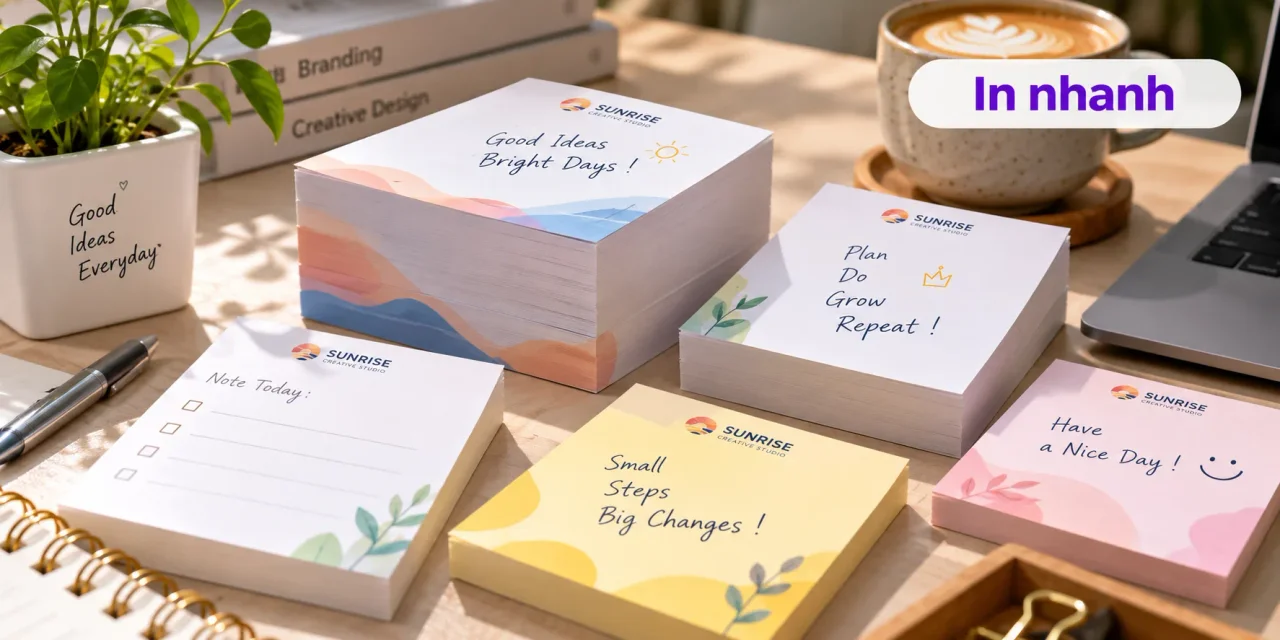 Branding
Creative Design
In nhanh
Good
Ideas
Everyday
SUNRISE
CREATIVE STUDIO
Good Ideas
Bright Days !
SUNRISE
CREATIVE STUDIO
Plan
Do
Grow
Repeat !
SUNRISE
CREATIVE STUDIO
Note Today:
SUNRISE
CREATIVE STUDIO
Small
Steps
Big Changes !
SUNRISE
CREATIVE STUDIO
Have
a Nice Day !